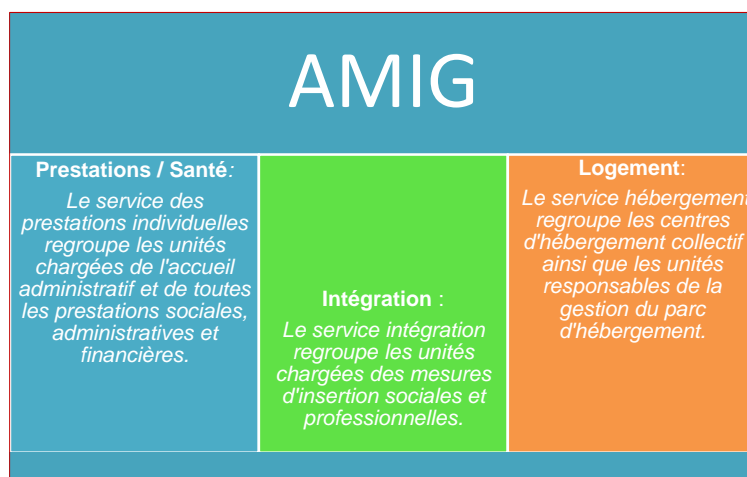 AMIG
Prestations / Santé:
Le service des
prestations individuelles
regroupe les unités
chargées de l'accueil
administratif et de toutes
les prestations sociales,
administratives et
financières.
Intégration :
Le service intégration
regroupe les unités
chargées des mesures
d'insertion sociales et
professionnelles.
Logement:
Le service hébergement
regroupe les centres
d'hébergement collectif
ainsi que les unités
responsables de la
gestion du parc
d'hébergement.